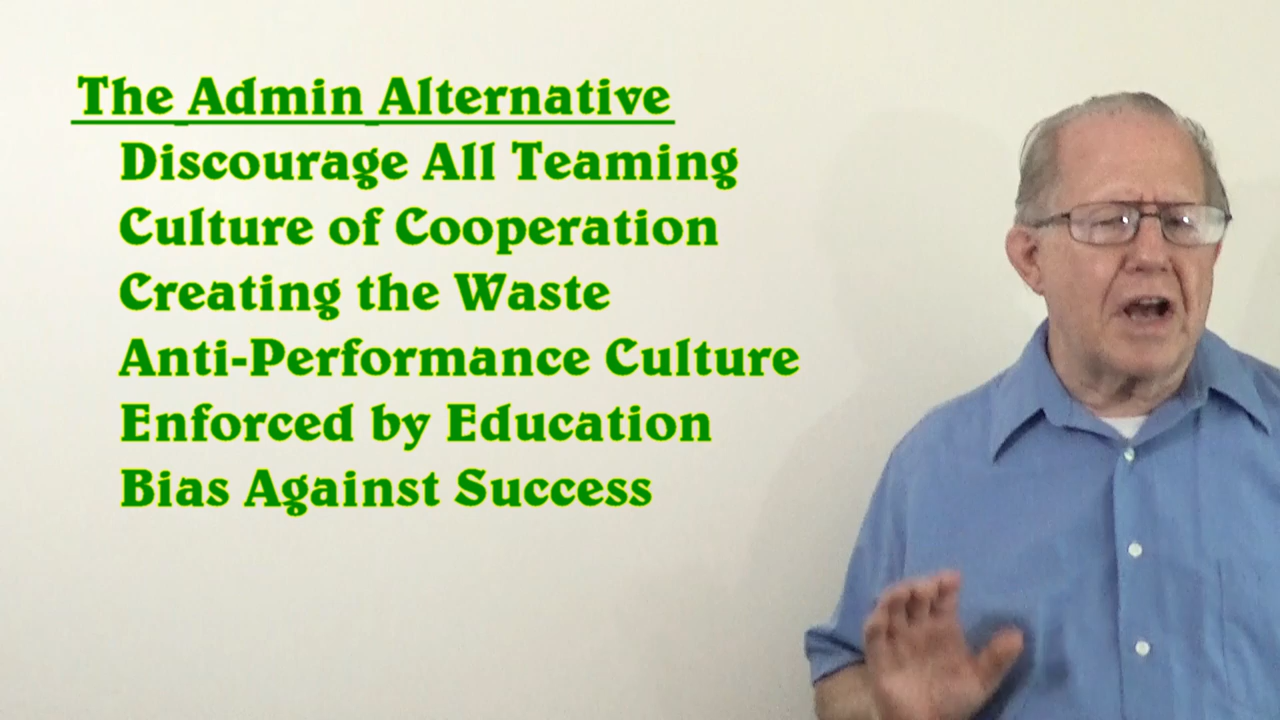 The Admin Alternative
Discourage All Teaming
Culture of Cooperation
Creating the Waste
Anti-Performance Culture
Enforced by Education
Bias Against Success